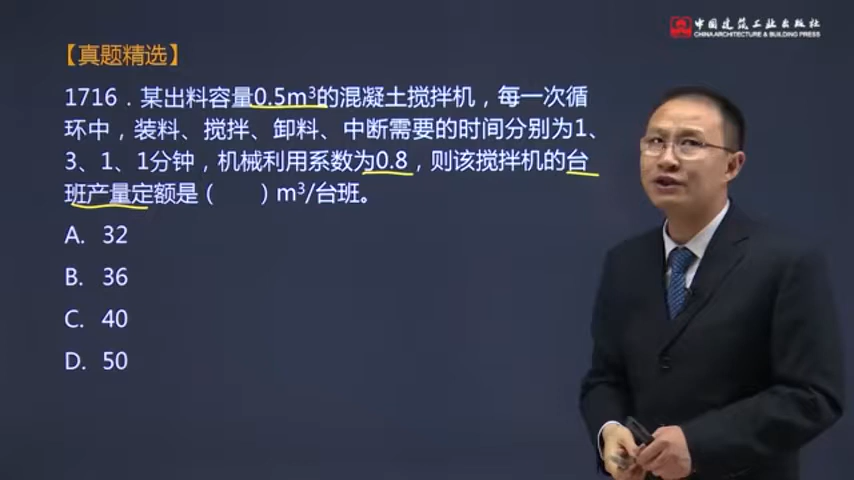 中国建筑工业出版社
CHINA ARCHITECTURE & BUILDING PRESS
【真题精选】
1716．某出料容量0.5m³的混凝土搅拌机，每一次循
环中，装料、搅拌、卸料、中断需要的时间分别为1、
3、1、1分钟，机械利用系数为0.8，则该搅拌机的台
班产量定额是（　　）m³/台班。
A. 32
B. 36
C. 40
D. 50